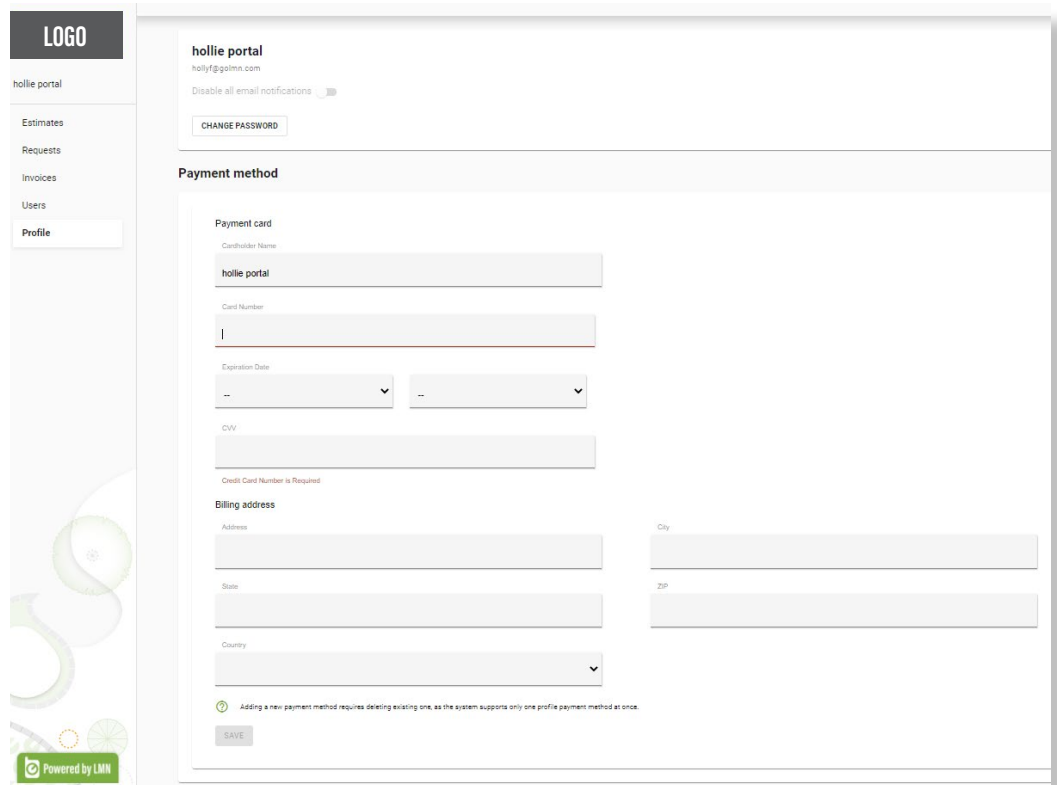 LOGO
hollie portal
Estimates
Requests
Invoices
Users
Profile
Powered by LMN
hollie portal
hollyf@golmn.com
Disable all email notifications
CHANGE PASSWORD
Payment method
Payment card
Cardholder Name
hollie portal
Card Number
Expiration Date
-- --
CVV
Credit Card Number is Required
Billing address
Address City
State ZIP
Country
Adding a new payment method requires deleting existing one, as the system supports only one profile payment method at once.
SAVE